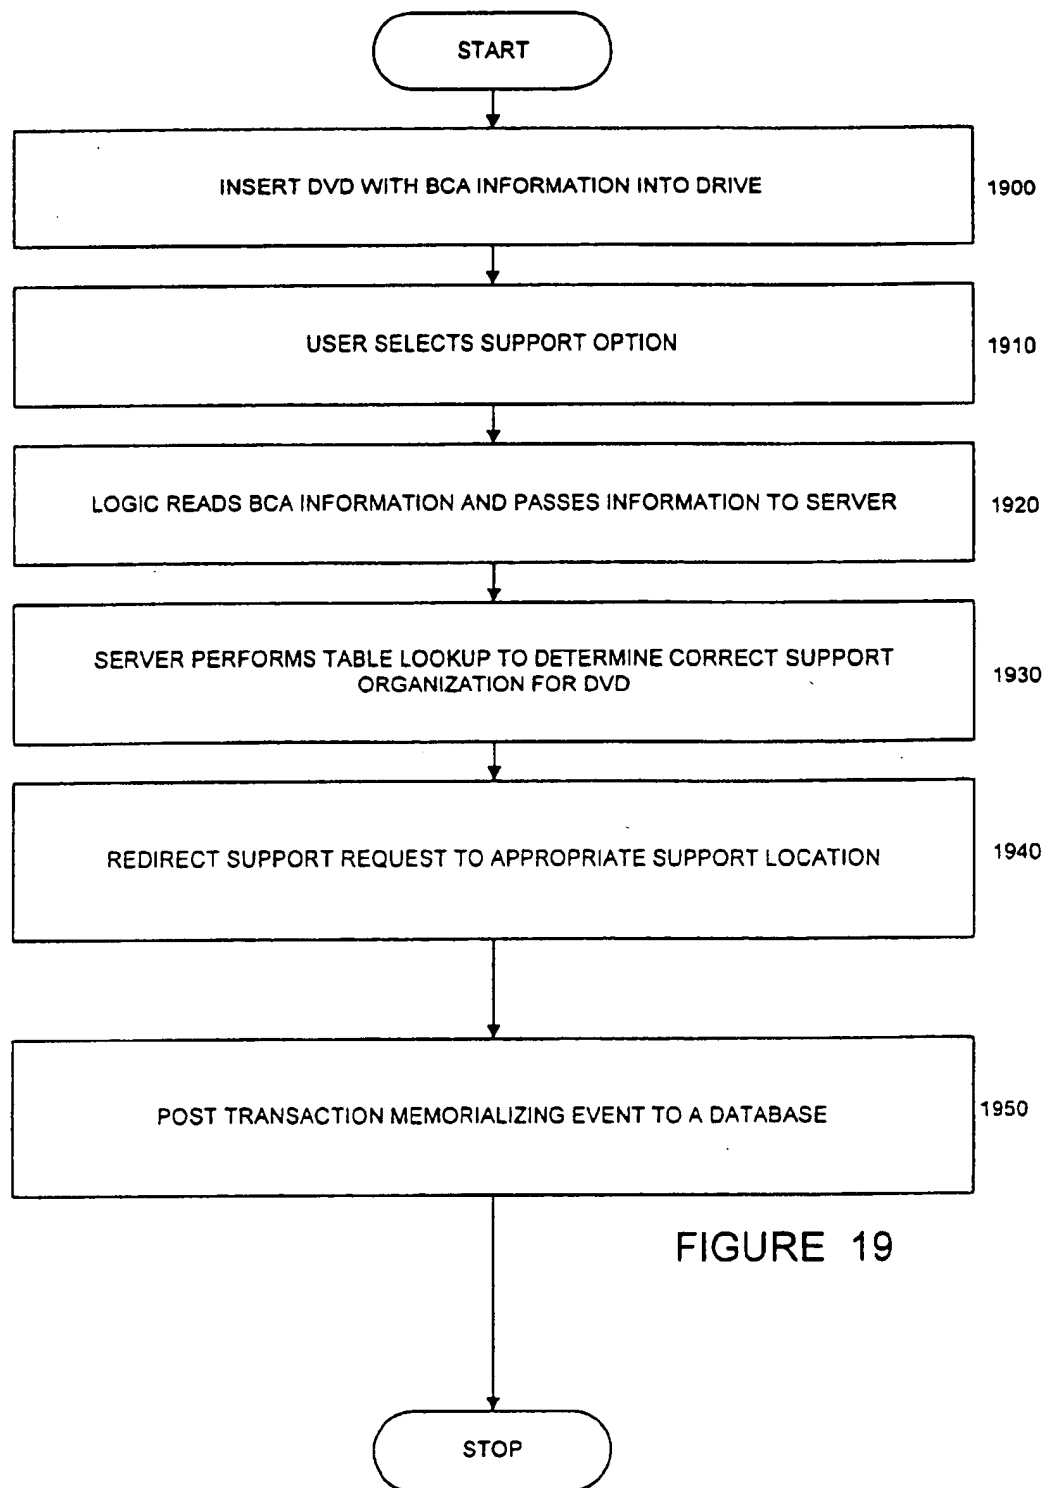 START
INSERT DVD WITH BCA INFORMATION INTO DRIVE
1900
USER SELECTS SUPPORT OPTION
1910
LOGIC READS BCA INFORMATION AND PASSES INFORMATION TO SERVER
1920
SERVER PERFORMS TABLE LOOKUP TO DETERMINE CORRECT SUPPORT
ORGANIZATION FOR DVD
1930
REDIRECT SUPPORT REQUEST TO APPROPRIATE SUPPORT LOCATION
1940
POST TRANSACTION MEMORIALIZING EVENT TO A DATABASE
1950
FIGURE 19
STOP